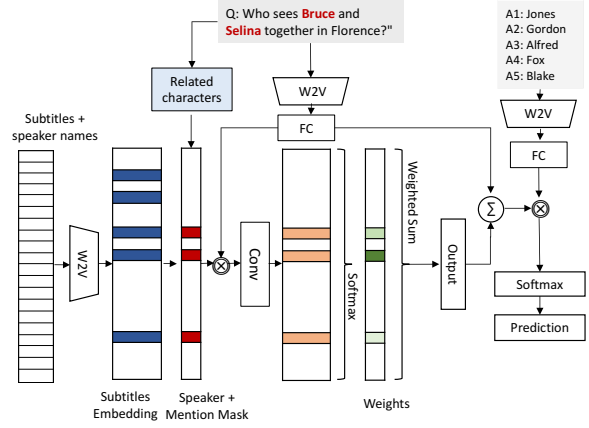 Q: Who sees Bruce and
Selina together in Florence?"
A1: Jones
A2: Gordon
A3: Alfred
A4: Fox
A5: Blake
Related
characters
W2V
W2V
Subtitles +
speaker names
FC
FC
W2V
Conv
Softmax
Weighted Sum
Output
Σ
Softmax
Prediction
Subtitles
Embedding
Speaker +
Mention Mask
Weights